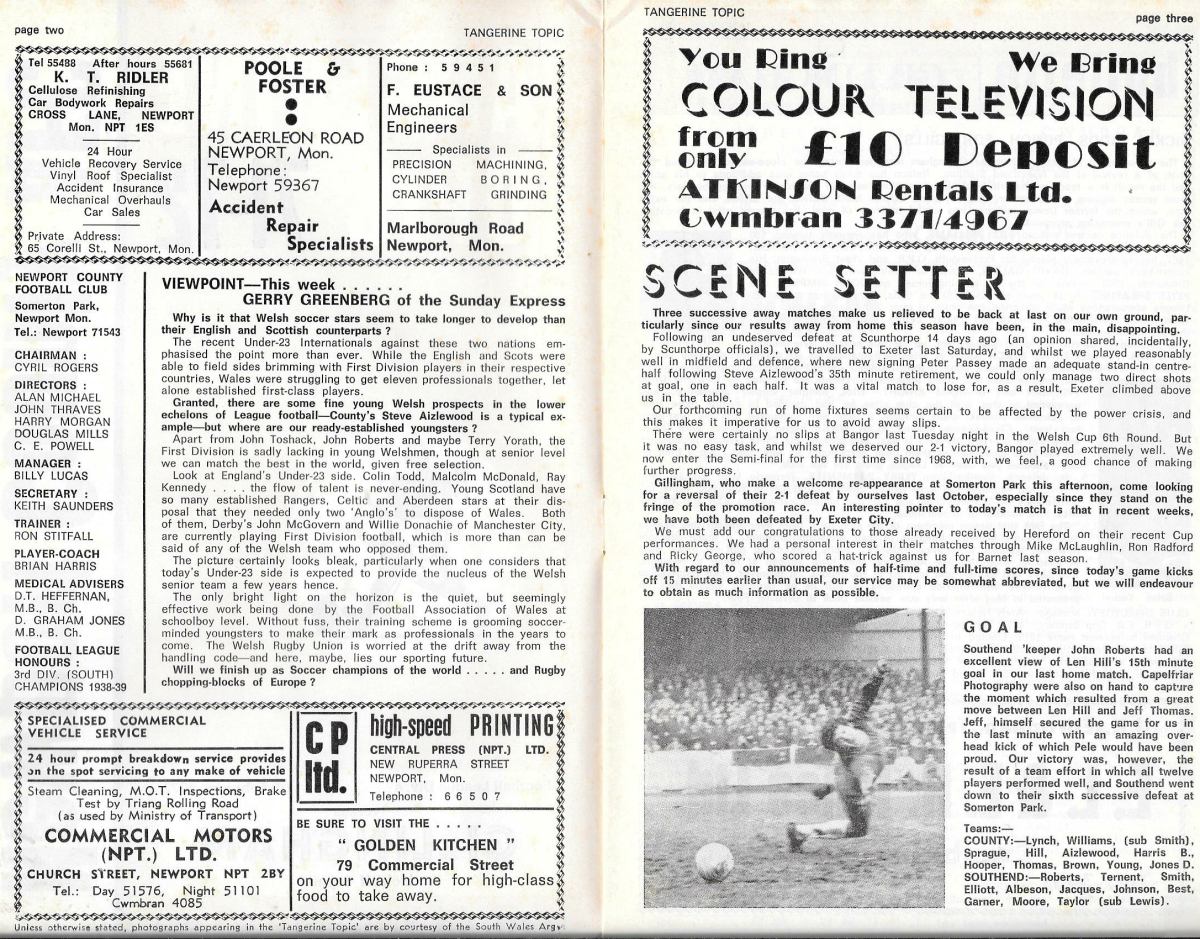 page two
TANGERINE TOPIC
Tel 55488 After hours 55681
K. T. RIDLER
Cellulose Refinishing
Car Bodywork Repairs
CROSS LANE, NEWPORT
Mon. NPT 1ES
24 Hour
Vehicle Recovery Service
Vinyl Roof Specialist
Accident Insurance
Mechanical Overhauls
Car Sales
Private Address:
65 Corelli St., Newport, Mon.
POOLE &
FOSTER
45 CAERLEON ROAD
NEWPORT, Mon.
Telephone:
Newport 59367
Accident
Repair
Specialists
Phone : 59451
F. EUSTACE & SON
Mechanical
Engineers
Specialists in
PRECISION MACHINING,
CYLINDER BORING,
CRANKSHAFT GRINDING
Marlborough Road
Newport, Mon.
NEWPORT COUNTY
FOOTBALL CLUB
Somerton Park,
Newport Mon.
Tel.: Newport 71543
CHAIRMAN :
CYRIL ROGERS
DIRECTORS :
ALAN MICHAEL
JOHN THRAVES
HARRY MORGAN
DOUGLAS MILLS
C. E. POWELL
MANAGER :
BILLY LUCAS
SECRETARY :
KEITH SAUNDERS
TRAINER :
RON STITFALL
PLAYER-COACH
BRIAN HARRIS
MEDICAL ADVISERS
D.T. HEFFERNAN,
M.B., B. Ch.
D. GRAHAM JONES
M.B., B. Ch.
FOOTBALL LEAGUE
HONOURS :
3rd DIV. (SOUTH)
CHAMPIONS 1938-39
VIEWPOINT—This week . . . . . .
GERRY GREENBERG of the Sunday Express
Why is it that Welsh soccer stars seem to take longer to develop than
their English and Scottish counterparts ?
The recent Under-23 Internationals against these two nations em-
phasised the point more than ever. While the English and Scots were
able to field sides brimming with First Division players in their respective
countries, Wales were struggling to get eleven professionals together, let
alone established first-class players.
Granted, there are some fine young Welsh prospects in the lower
echelons of League football—County's Steve Aizlewood is a typical ex-
ample—but where are our ready-established youngsters ?
Apart from John Toshack, John Roberts and maybe Terry Yorath, the
First Division is sadly lacking in young Welshmen, though at senior level
we can match the best in the world, given free selection.
Look at England's Under-23 side. Colin Todd, Malcolm McDonald, Ray
Kennedy . . . . the flow of talent is never-ending. Young Scotland have
so many established Rangers, Celtic and Aberdeen stars at their dis-
posal that they needed only two 'Anglo's' to dispose of Wales. Both
of them, Derby's John McGovern and Willie Donachie of Manchester City,
are currently playing First Division football, which is more than can be
said of any of the Welsh team who opposed them.
The picture certainly looks bleak, particularly when one considers that
today's Under-23 side is expected to provide the nucleus of the Welsh
senior team a few years hence.
The only bright light on the horizon is the quiet, but seemingly
effective work being done by the Football Association of Wales at
schoolboy level. Without fuss, their training scheme is grooming soccer-
minded youngsters to make their mark as professionals in the years to
come. The Welsh Rugby Union is worried at the drift away from the
handling code—and here, maybe, lies our sporting future.
Will we finish up as Soccer champions of the world . . . . . and Rugby
chopping-blocks of Europe ?
SPECIALISED COMMERCIAL
VEHICLE SERVICE
24 hour prompt breakdown service provides
on the spot servicing to any make of vehicle
Steam Cleaning, M.O.T. Inspections, Brake
Test by Triang Rolling Road
(as used by Ministry of Transport)
COMMERCIAL MOTORS
(NPT.) LTD.
CHURCH STREET, NEWPORT NPT 2BY
Tel.: Day 51576, Night 51101
Cwmbran 4085
CP
ltd.
high-speed PRINTING
CENTRAL PRESS (NPT.) LTD.
NEW RUPERRA STREET
NEWPORT, Mon.
Telephone : 66507
BE SURE TO VISIT THE . . . . .
" GOLDEN KITCHEN "
79 Commercial Street
on your way home for high-class
food to take away.
Unless otherwise stated, photographs appearing in the 'Tangerine Topic' are by courtesy of the South Wales
TANGERINE TOPIC
page three
You Ring We Bring
COLOUR TELEVISION
from
only £10 Deposit
ATKINSON Rentals Ltd.
Cwmbran 3371/4967
SCENE SETTER
Three successive away matches make us relieved to be back at last on our own ground, par-
ticularly since our results away from home this season have been, in the main, disappointing.
Following an undeserved defeat at Scunthorpe 14 days ago (an opinion shared, incidentally,
by Scunthorpe officials), we travelled to Exeter last Saturday, and whilst we played reasonably
well in midfield and defence, where new signing Peter Passey made an adequate stand-in centre-
half following Steve Aizlewood's 35th minute retirement, we could only manage two direct shots
at goal, one in each half. It was a vital match to lose for, as a result, Exeter climbed above
us in the table.
Our forthcoming run of home fixtures seems certain to be affected by the power crisis, and
this makes it imperative for us to avoid away slips.
There were certainly no slips at Bangor last Tuesday night in the Welsh Cup 6th Round. But
it was no easy task, and whilst we deserved our 2-1 victory, Bangor played extremely well. We
now enter the Semi-final for the first time since 1968, with, we feel, a good chance of making
further progress.
Gillingham, who make a welcome re-appearance at Somerton Park this afternoon, come looking
for a reversal of their 2-1 defeat by ourselves last October, especially since they stand on the
fringe of the promotion race. An interesting pointer to today's match is that in recent weeks,
we have both been defeated by Exeter City.
We must add our congratulations to those already received by Hereford on their recent Cup
performances. We had a personal interest in their matches through Mike McLaughlin, Ron Radford
and Ricky George, who scored a hat-trick against us for Barnet last season.
With regard to our announcements of half-time and full-time scores, since today's game kicks
off 15 minutes earlier than usual, our service may be somewhat abbreviated, but we will endeavour
to obtain as much information as possible.
GOAL
Southend 'keeper John Roberts had an
excellent view of Len Hill's 15th minute
goal in our last home match. Capelfriar
Photography were also on hand to capture
the moment which resulted from a great
move between Len Hill and Jeff Thomas.
Jeff, himself secured the game for us in
the last minute with an amazing over-
head kick of which Pele would have been
proud. Our victory was, however, the
result of a team effort in which all twelve
players performed well, and Southend went
down to their sixth successive defeat at
Somerton Park.
Teams:—
COUNTY:—Lynch, Williams, (sub Smith),
Sprague, Hill, Aizlewood, Harris B.,
Hooper, Thomas, Brown, Young, Jones D.
SOUTHEND:—Roberts, Ternent, Smith,
Elliott, Albeson, Jacques, Johnson, Best,
Garner, Moore, Taylor (sub Lewis).